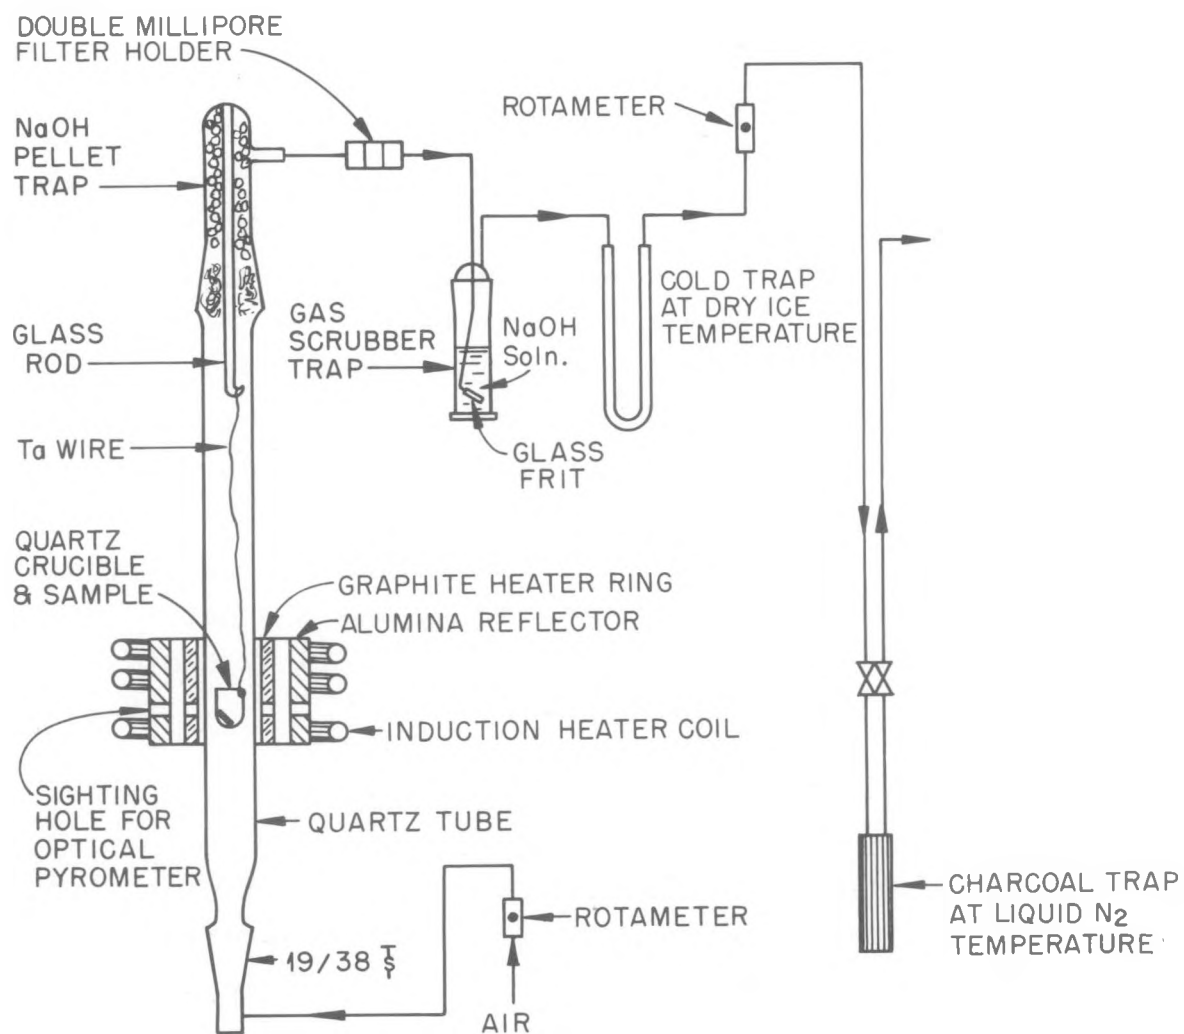 DOUBLE MILLIPORE
FILTER HOLDER
ROTAMETER
NaOH
PELLET
TRAP
GAS
SCRUBBER
TRAP
NaOH
Soln.
COLD TRAP
AT DRY ICE
TEMPERATURE
GLASS
ROD
Ta WIRE
GLASS
FRIT
QUARTZ
CRUCIBLE
& SAMPLE
GRAPHITE HEATER RING
ALUMINA REFLECTOR
INDUCTION HEATER COIL
SIGHTING
HOLE FOR
OPTICAL
PYROMETER
QUARTZ TUBE
CHARCOAL TRAP
AT LIQUID N2
TEMPERATURE
ROTAMETER
19/38 T̄S
AIR